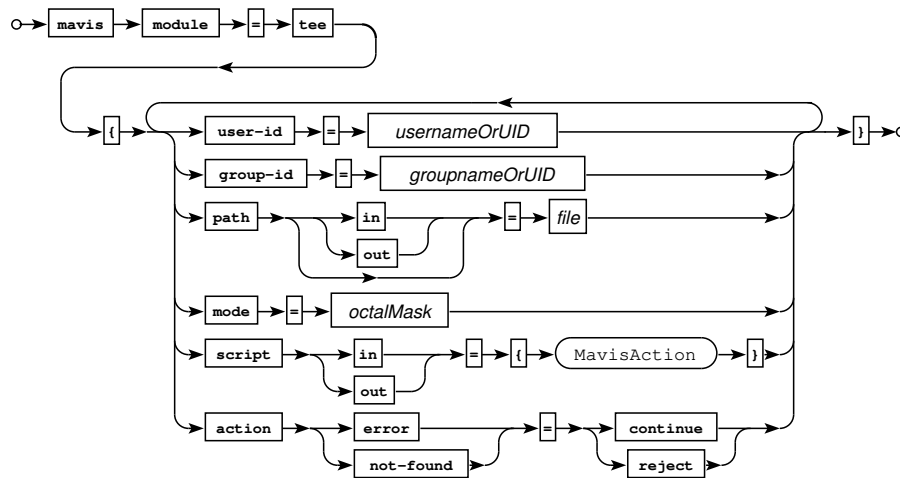 mavis module = tee
{ user-id = usernameOrUID }
group-id = groupnameOrUID
path in = file
out
mode = octalMask
script in = { MavisAction }
out
action error = continue
not-found reject